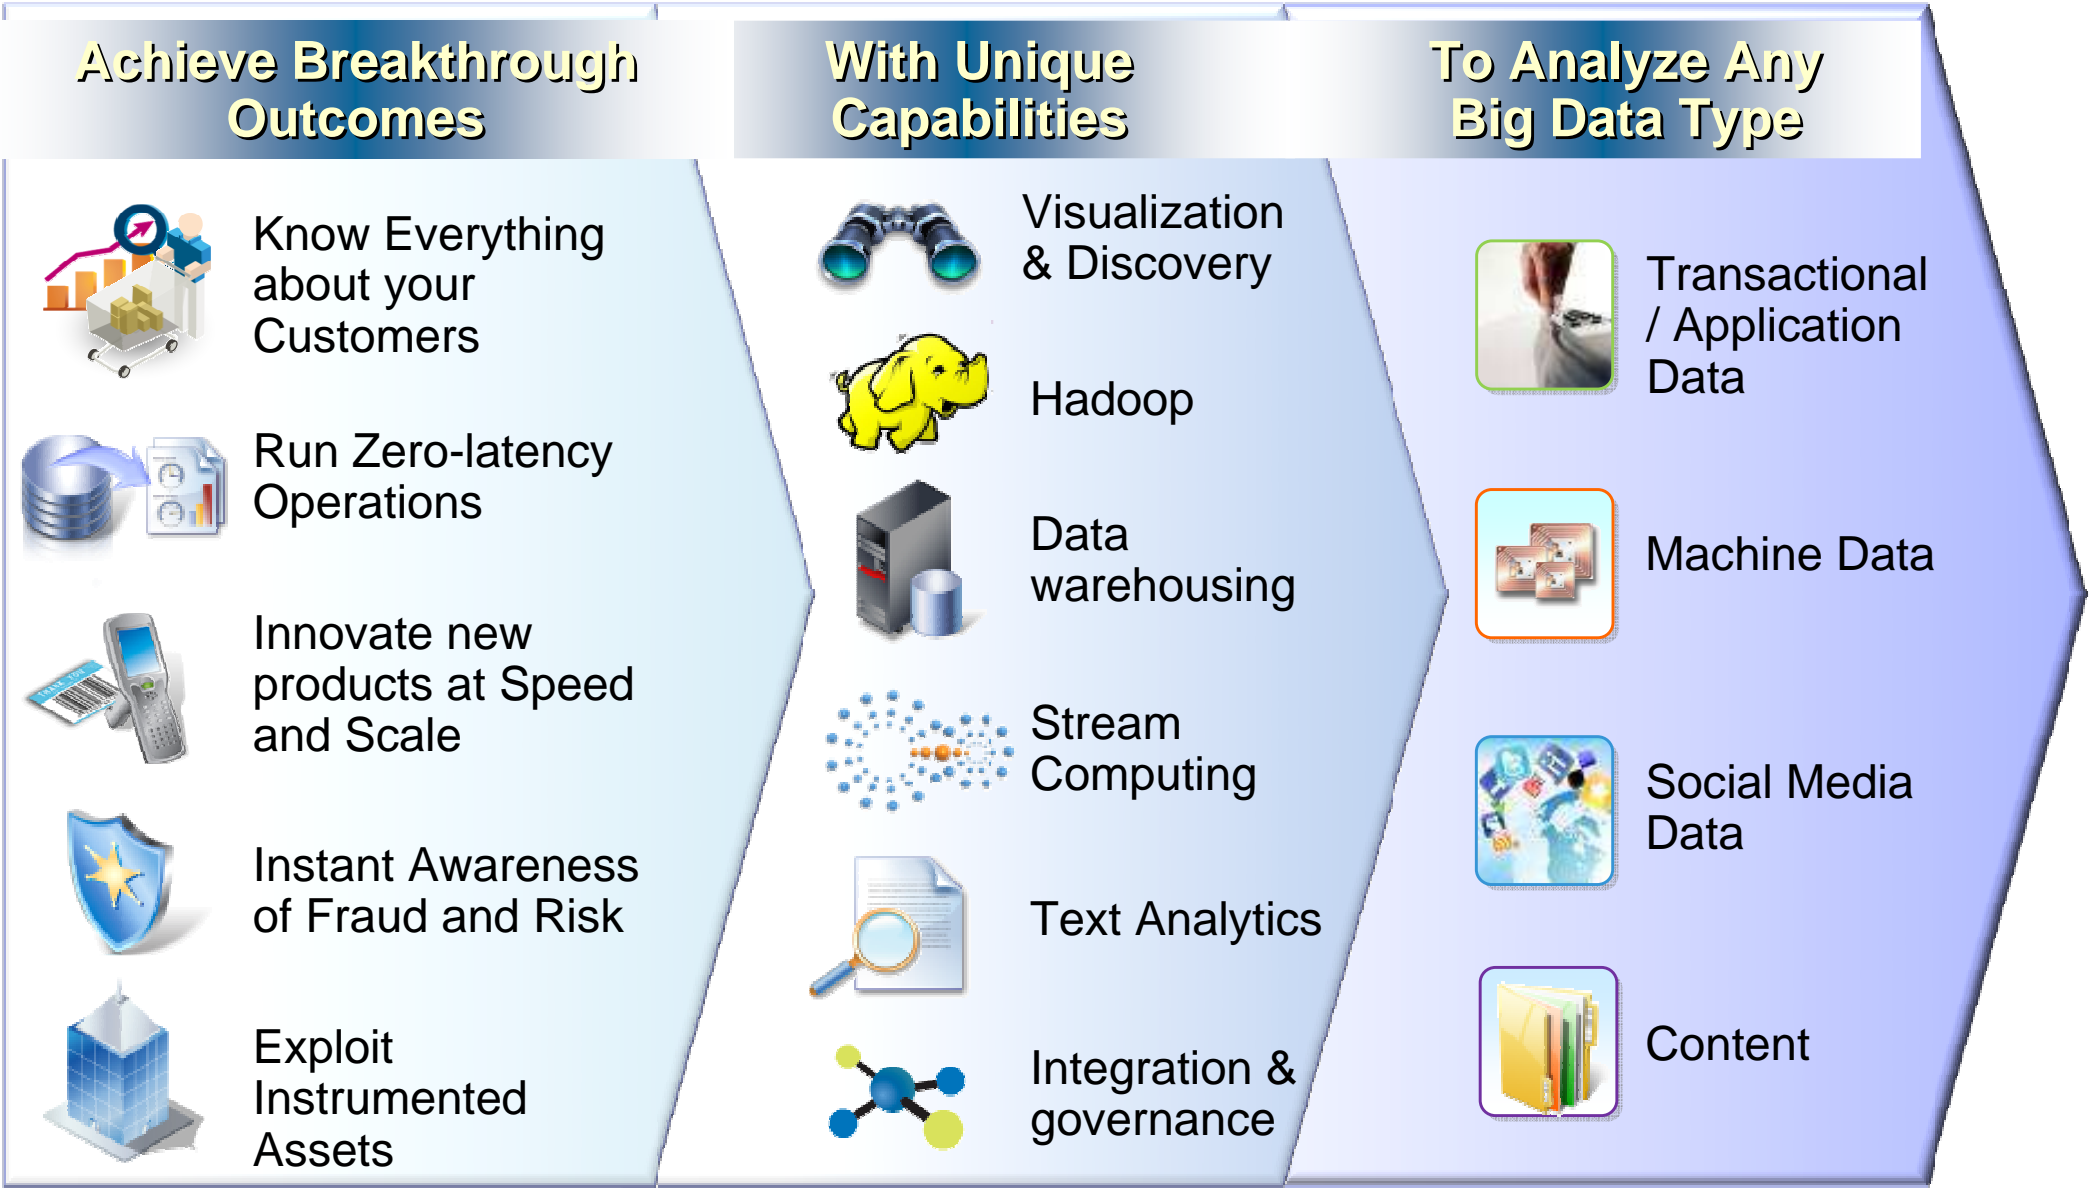 Achieve Breakthrough
Outcomes
Know Everything
about your
Customers
Run Zero-latency
Operations
Innovate new
products at Speed
and Scale
THANK YOU
Instant Awareness
of Fraud and Risk
Exploit
Instrumented
Assets
With Unique
Capabilities
Visualization
& Discovery
Hadoop
Data
warehousing
Stream
Computing
Text Analytics
Integration &
governance
To Analyze Any
Big Data Type
Transactional
/ Application
Data
Machine Data
Social Media
Data
Content